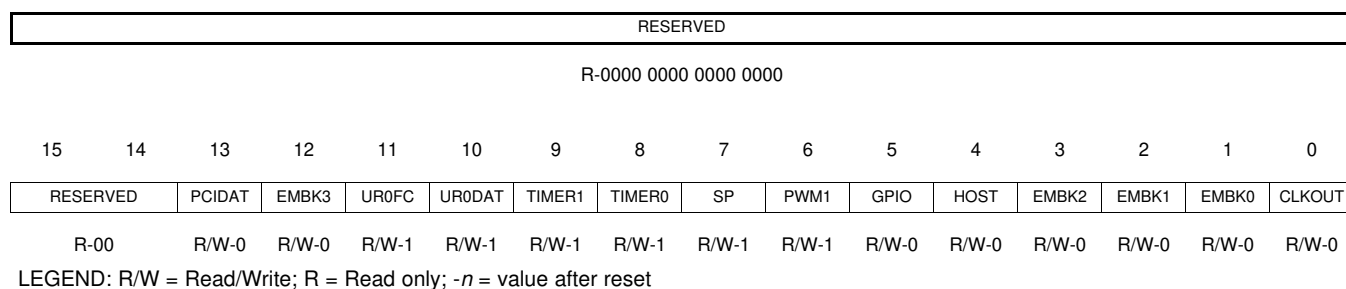 RESERVED
R-0000 0000 0000 0000
15 14 13 12 11 10 9 8 7 6 5 4 3 2 1 0
RESERVED PCIDAT EMBK3 UR0FC UR0DAT TIMER1 TIMER0 SP PWM1 GPIO HOST EMBK2 EMBK1 EMBK0 CLKOUT
R-00 R/W-0 R/W-0 R/W-1 R/W-1 R/W-1 R/W-1 R/W-1 R/W-1 R/W-0 R/W-0 R/W-0 R/W-0 R/W-0 R/W-0
LEGEND: R/W = Read/Write; R = Read only; -n = value after reset